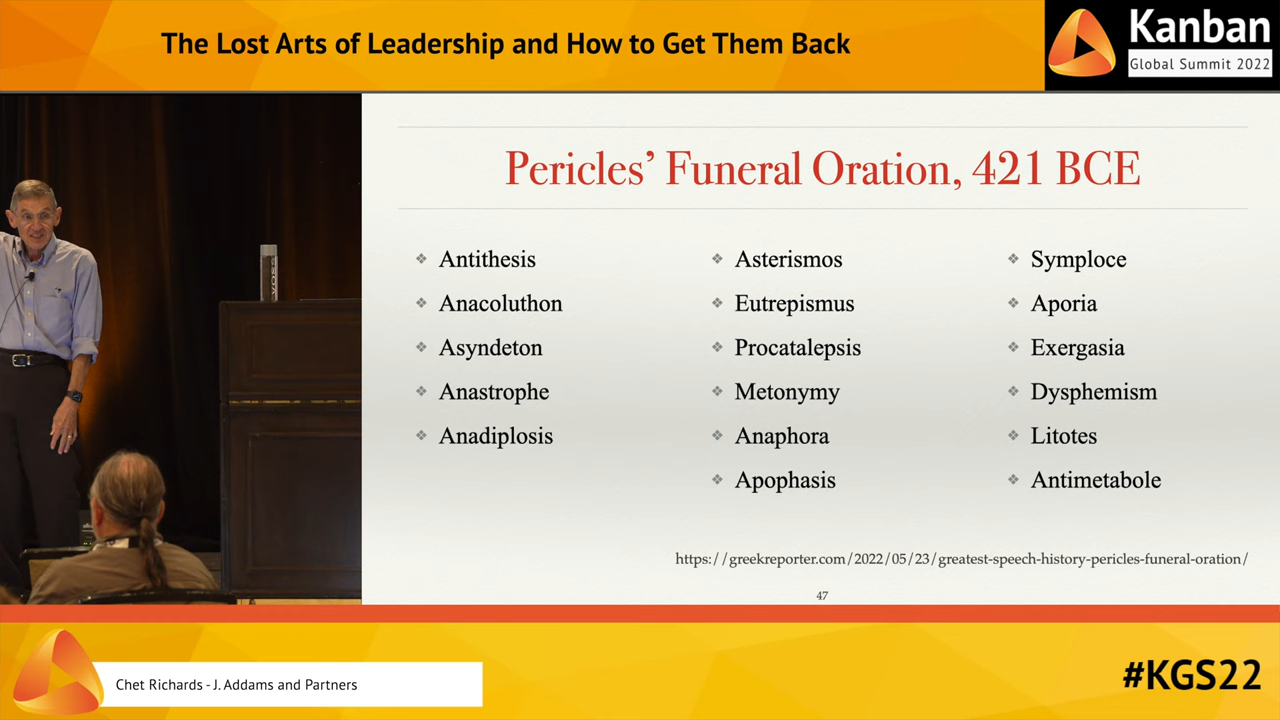 The Lost Arts of Leadership and How to Get Them Back
Kanban
Global Summit 2022
Pericles’ Funeral Oration, 421 BCE
❖ Antithesis
❖ Anacoluthon
❖ Asyndeton
❖ Anastrophe
❖ Anadiplosis
❖ Asterismos
❖ Eutrepismus
❖ Procatalepsis
❖ Metonymy
❖ Anaphora
❖ Apophasis
❖ Symploce
❖ Aporia
❖ Exergasia
❖ Dysphemism
❖ Litotes
❖ Antimetabole
https://greekreporter.com/2022/05/23/greatest-speech-history-pericles-funeral-oration/
47
VOSS
Chet Richards - J. Addams and Partners
#KGS22